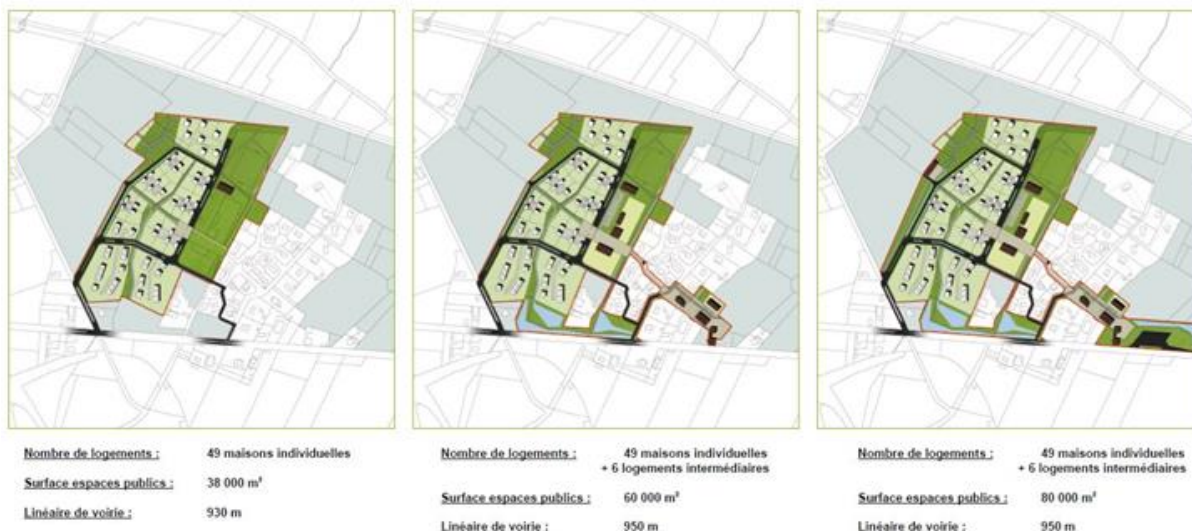 Nombre de logements : 49 maisons individuelles
Surface espaces publics : 38 000 m²
Linéaire de voirie : 930 m
Nombre de logements : 49 maisons individuelles
+ 6 logements intermédiaires
Surface espaces publics : 60 000 m²
Linéaire de voirie : 950 m
Nombre de logements : 49 maisons individuelles
+ 6 logements intermédiaires
Surface espaces publics : 80 000 m²
Linéaire de voirie : 950 m